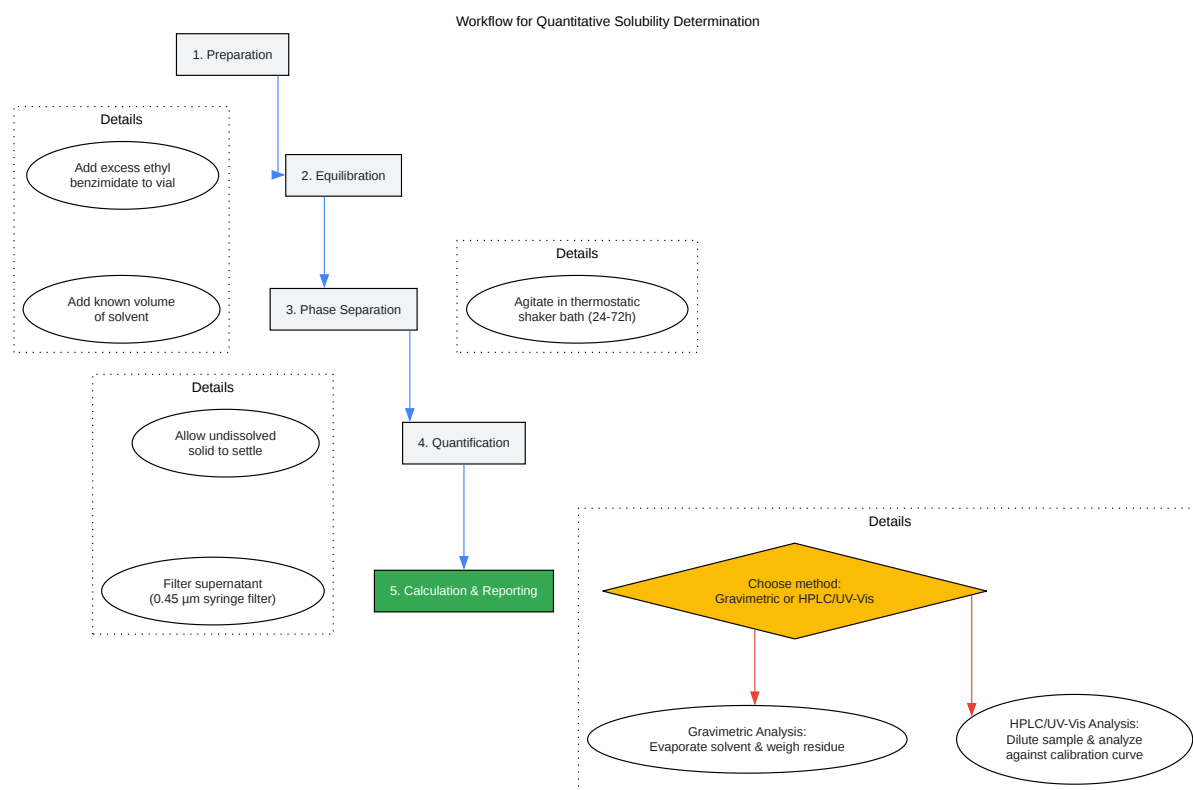 Workflow for Quantitative Solubility Determination
1. Preparation
Details
Add excess ethyl
benzimidate to vial
2. Equilibration
Add known volume
of solvent
3. Phase Separation
Details
Agitate in thermostatic
shaker bath (24-72h)
Details
Allow undissolved
solid to settle
4. Quantification
Filter supernatant
(0.45 µm syringe filter)
5. Calculation & Reporting
Details
Choose method:
Gravimetric or HPLC/UV-Vis
Gravimetric Analysis:
Evaporate solvent & weigh residue
HPLC/UV-Vis Analysis:
Dilute sample & analyze
against calibration curve